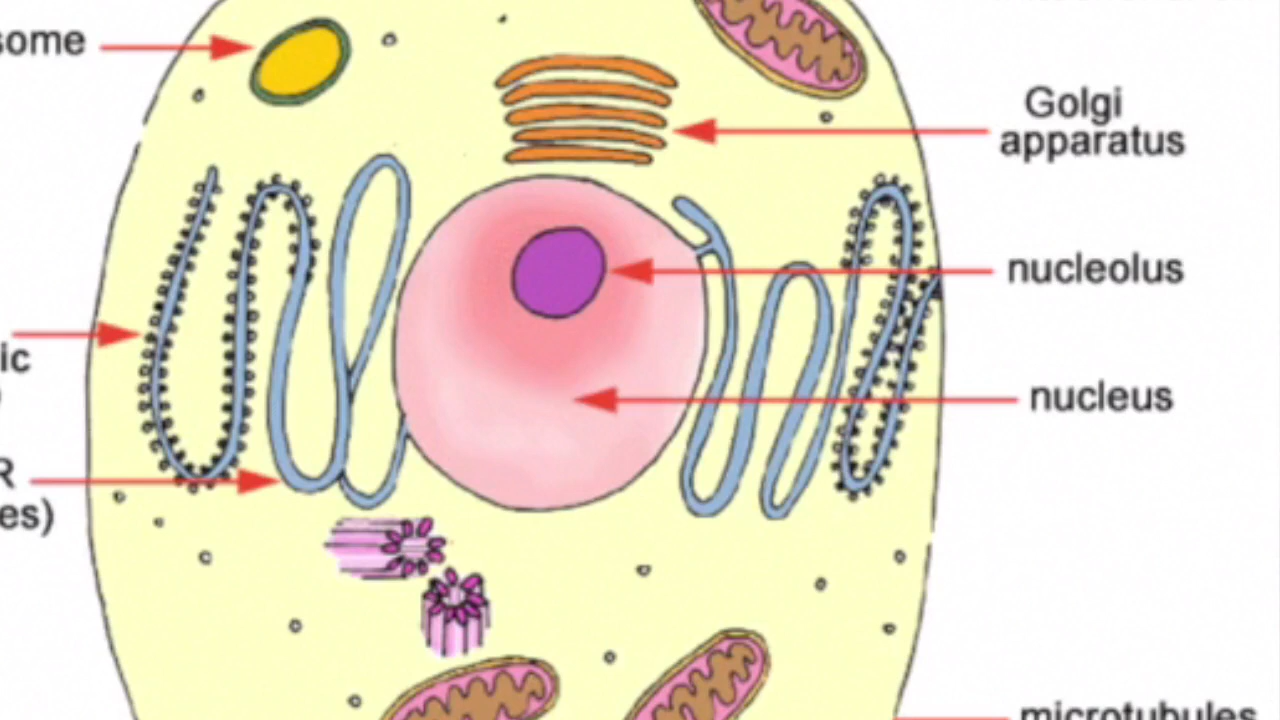 some
Golgi
apparatus
nucleolus
ic
nucleus
R
es)
microtubules